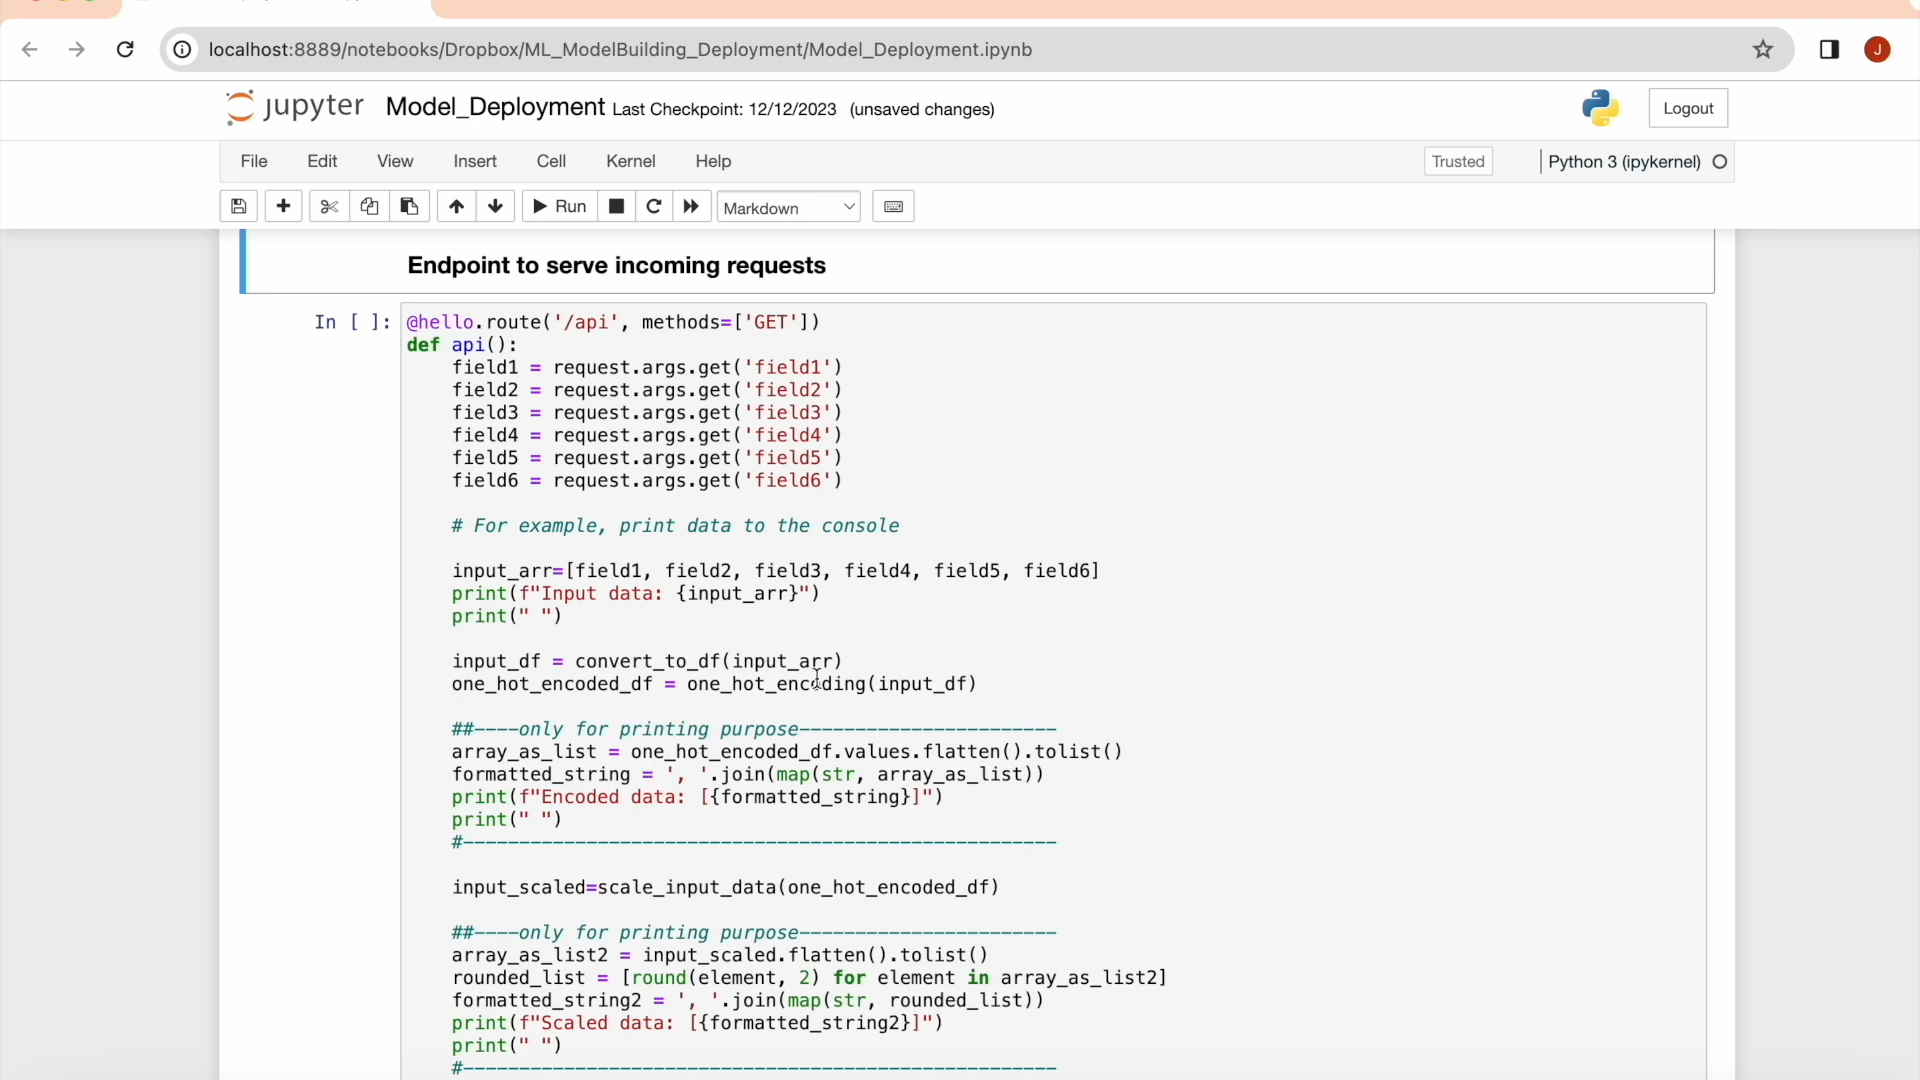 localhost:8889/notebooks/Dropbox/ML_ModelBuilding_Deployment/Model_Deployment.ipynb
J
jupyter Model_Deployment Last Checkpoint: 12/12/2023 (unsaved changes)
Logout
File Edit View Insert Cell Kernel Help
Trusted
Python 3 (ipykernel)
Run
Markdown
Endpoint to serve incoming requests
In [ ]:
@hello.route('/api', methods=['GET'])
def api():
    field1 = request.args.get('field1')
    field2 = request.args.get('field2')
    field3 = request.args.get('field3')
    field4 = request.args.get('field4')
    field5 = request.args.get('field5')
    field6 = request.args.get('field6')
    # For example, print data to the console
    input_arr=[field1, field2, field3, field4, field5, field6]
    print(f"Input data: {input_arr}")
    print(" ")
    input_df = convert_to_df(input_arr)
    one_hot_encoded_df = one_hot_encoding(input_df)
    ##----only for printing purpose-----------------------
    array_as_list = one_hot_encoded_df.values.flatten().tolist()
    formatted_string = ', '.join(map(str, array_as_list))
    print(f"Encoded data: [{formatted_string}]")
    print(" ")
    #-----------------------------------------------------
    input_scaled=scale_input_data(one_hot_encoded_df)
    ##----only for printing purpose-----------------------
    array_as_list2 = input_scaled.flatten().tolist()
    rounded_list = [round(element, 2) for element in array_as_list2]
    formatted_string2 = ', '.join(map(str, rounded_list))
    print(f"Scaled data: [{formatted_string2}]")
    print(" ")
    #-----------------------------------------------------